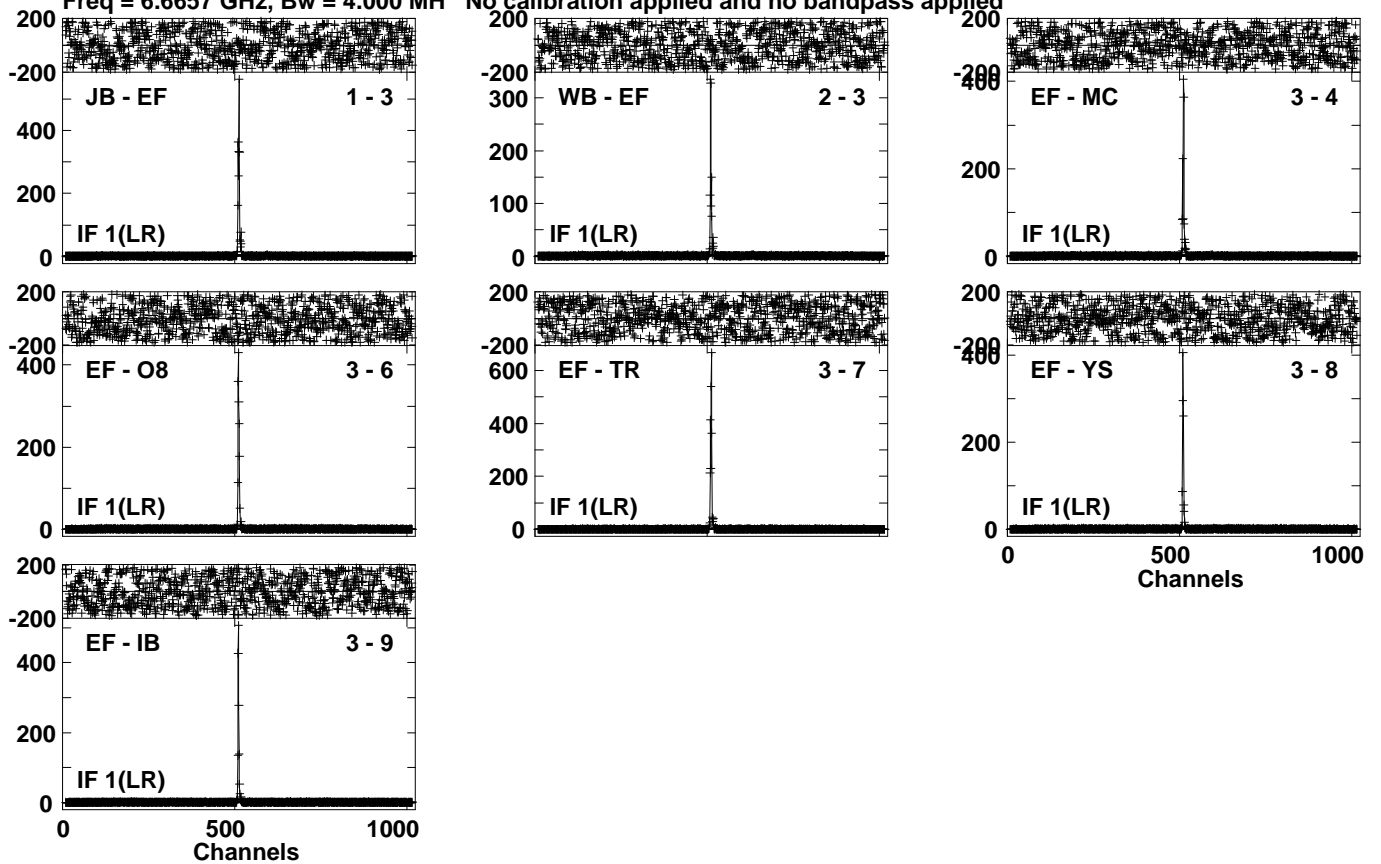 Freq = 6.6657 GHz, Bw = 4.000 MH No calibration applied and no bandpass applied
200
-200
JB - EF 1 - 3
400
200
IF 1(LR)
0
200
-200
WB - EF 2 - 3
300
200
100
IF 1(LR)
0
200
-200
400
EF - MC 3 - 4
200
IF 1(LR)
0
200
-200
EF - O8 3 - 6
400
200
IF 1(LR)
0
200
-200
EF - TR 3 - 7
600
400
200
IF 1(LR)
0
200
-200
400
EF - YS 3 - 8
200
IF 1(LR)
0
0 500 1000
Channels
200
-200
EF - IB 3 - 9
400
200
IF 1(LR)
0
0 500 1000
Channels